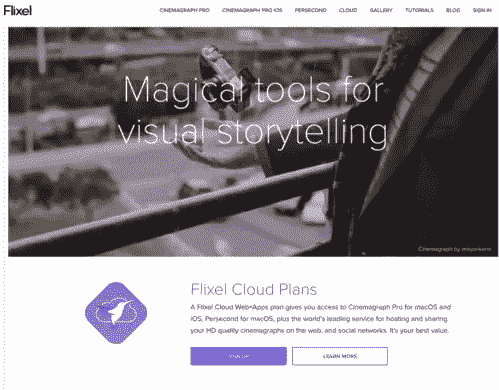 Flixel
CINEMAGRAPH PRO CINEMAGRAPH PRO IOS PERSECOND CLOUD GALLERY TUTORIALS BLOG SIGN IN
Magical tools for
visual storytelling
Cinemagraph by
Flixel Cloud Plans
A Flixel Cloud Web+Apps plan gives you access to Cinemagraph Pro for macOS and
iOS, Persecond for macOS, plus the world's leading service for hosting and sharing
your HD quality cinemagraphs on the web, and social networks. It's your best value.
SIGN UP LEARN MORE